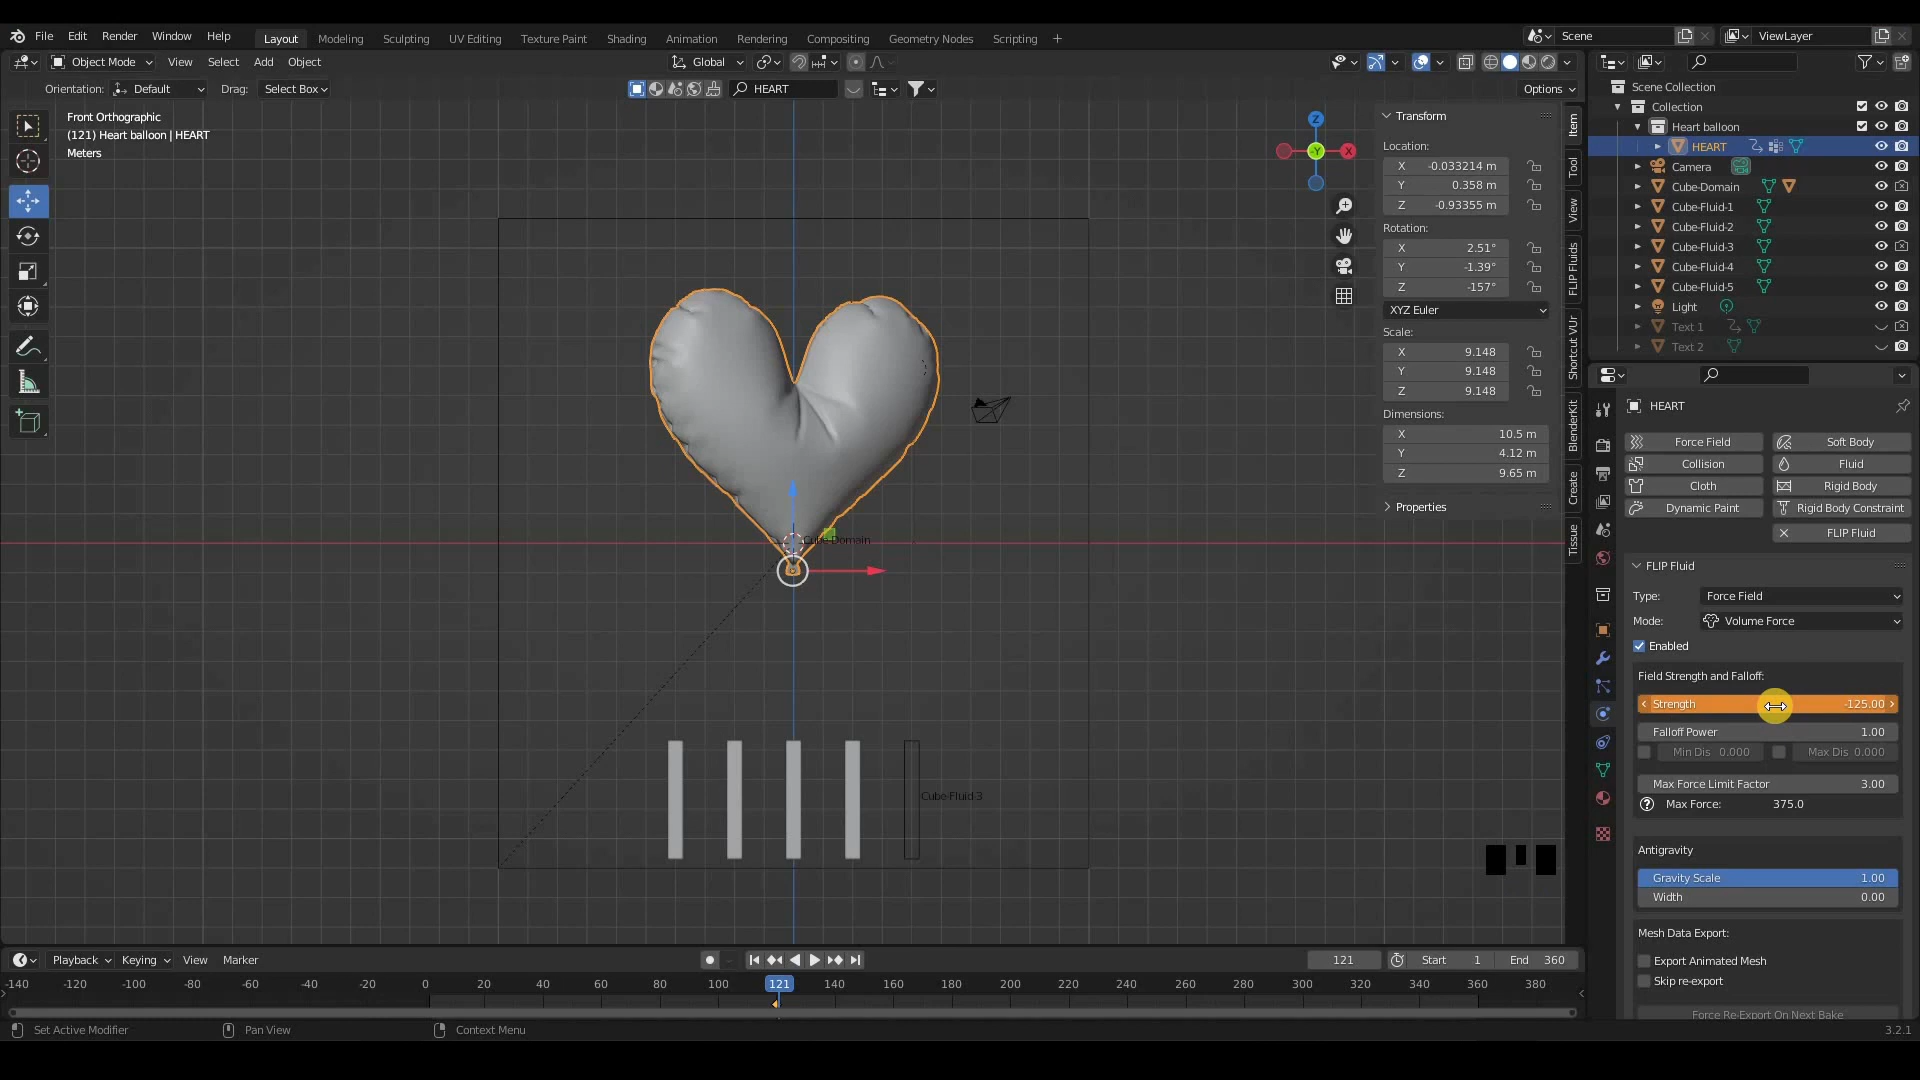 File Edit Render Window Help Layout Modeling Sculpting UV Editing Texture Paint Shading Animation Rendering Compositing Geometry Nodes Scripting + Scene ViewLayer
Object Mode View Select Add Object Global
Orientation: Default Drag: Select Box HEART Options
Front Orthographic
(121) Heart balloon | HEART
Meters
Z
X
-Y
Cube-Domain
Cube-Fluid-3
Transform
Location:
X -0.033214 m
Y 0.358 m
Z -0.93355 m
Rotation:
X 2.51°
Y -1.39°
Z -157°
XYZ Euler
Scale:
X 9.148
Y 9.148
Z 9.148
Dimensions:
X 10.5 m
Y 4.12 m
Z 9.65 m
Properties
Item
Tool
View
FLIP Fluids
Shortcut VUr
BlenderKit
Create
Tissue
Scene Collection
Collection
Heart balloon
HEART
Camera
Cube-Domain
Cube-Fluid-1
Cube-Fluid-2
Cube-Fluid-3
Cube-Fluid-4
Cube-Fluid-5
Light
Text 1
Text 2
HEART
Force Field Soft Body
Collision Fluid
Cloth Rigid Body
Dynamic Paint Rigid Body Constraint
FLIP Fluid
FLIP Fluid
Type: Force Field
Mode: Volume Force
Enabled
Field Strength and Falloff:
Strength -125.00
Falloff Power 1.00
Min Dis 0.000 Max Dis 0.000
Max Force Limit Factor 3.00
Max Force: 375.0
Antigravity
Gravity Scale 1.00
Width 0.00
Mesh Data Export:
Export Animated Mesh
Skip re-export
Force Re-Export On Next Bake
Playback Keying View Marker 121 Start 1 End 360
-140 -120 -100 -80 -60 -40 -20 0 20 40 60 80 100 121 140 160 180 200 220 240 260 280 300 320 340 360 380
Set Active Modifier Pan View Context Menu 3.2.1